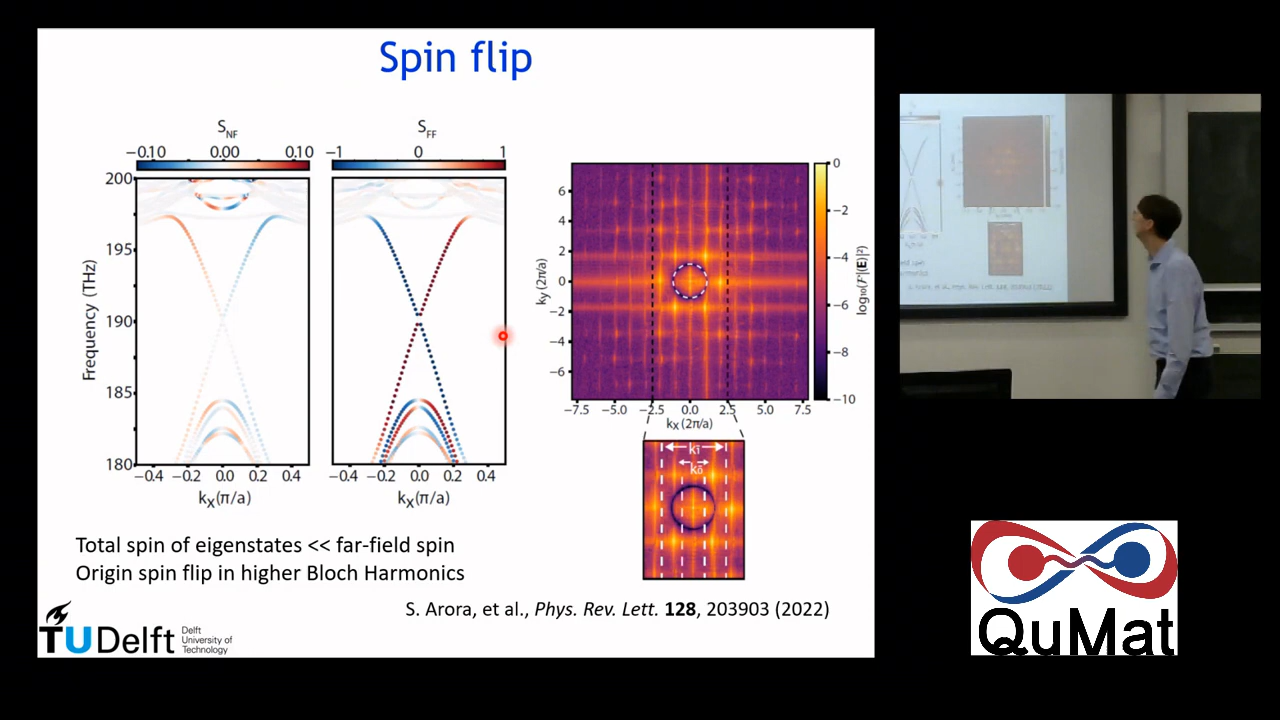 Spin flip
S_NF
−0.10 0.00 0.10
S_FF
−1 0 1
200
195
190
185
180
Frequency (THz)
−0.4 −0.2 0.0 0.2 0.4
k_X(π/a)
−0.4 −0.2 0.0 0.2 0.4
k_X(π/a)
6
4
2
0
−2
−4
−6
k_y (2π/a)
−7.5 −5.0 −2.5 0.0 2.5 5.0 7.5
k_X (2π/a)
0
−2
−4
−6
−8
−10
Total spin of eigenstates << far-field spin
Origin spin flip in higher Bloch Harmonics
S. Arora, et al., Phys. Rev. Lett. 128, 203903 (2022)
TU Delft
Delft
University of
Technology
QuMat